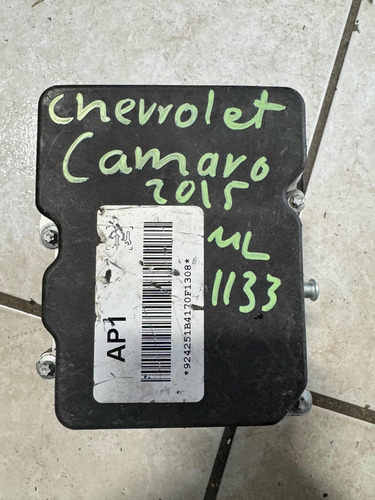 Chevrolet
Camaro
2015
ML
1133
AP1
*924251B4170F1308*